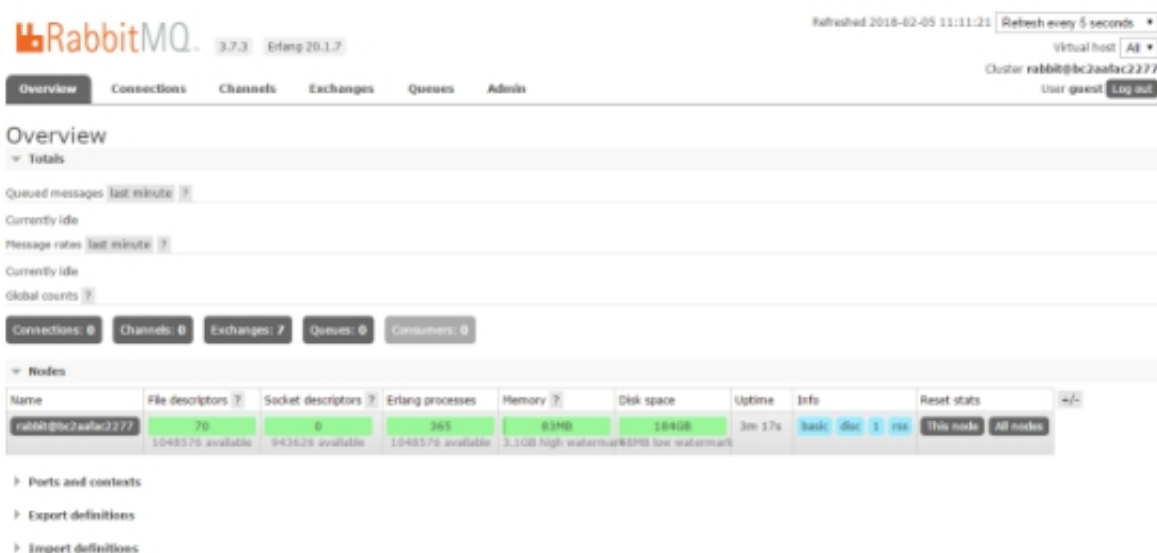 RabbitMQ. 3.7.3 Erlang 20.1.7
Refreshed 2018-02-05 11:11:21 Refresh every 5 seconds
Virtual host All
Cluster rabbit@bc2aafac2277
User guest Log out
Overview Connections Channels Exchanges Queues Admin
Overview
Totals
Queued messages last minute ?
Currently idle
Message rates last minute ?
Currently idle
Global counts ?
Connections: 0 Channels: 0 Exchanges: 7 Queues: 0 Consumers: 0
Nodes
Name File descriptors ? Socket descriptors ? Erlang processes Memory ? Disk space Uptime Info Reset stats +/-
rabbit@bc2aafac2277 70 0 365 83MB 184GB 3m 17s basic disc 1 rss This node All nodes
1048576 available 943626 available 1048576 available 3.1GB high watermark 48MB low watermark
Ports and contexts
Export definitions
Import definitions